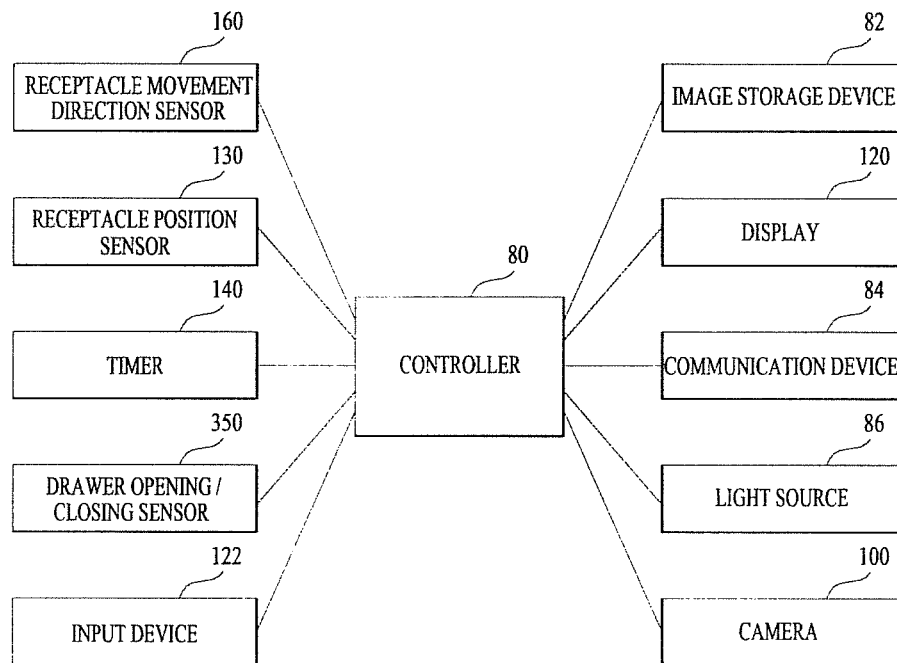 160
RECEPTACLE MOVEMENT
DIRECTION SENSOR
130
RECEPTACLE POSITION
SENSOR
140
TIMER
350
DRAWER OPENING /
CLOSING SENSOR
122
INPUT DEVICE
80
CONTROLLER
82
IMAGE STORAGE DEVICE
120
DISPLAY
84
COMMUNICATION DEVICE
86
LIGHT SOURCE
100
CAMERA